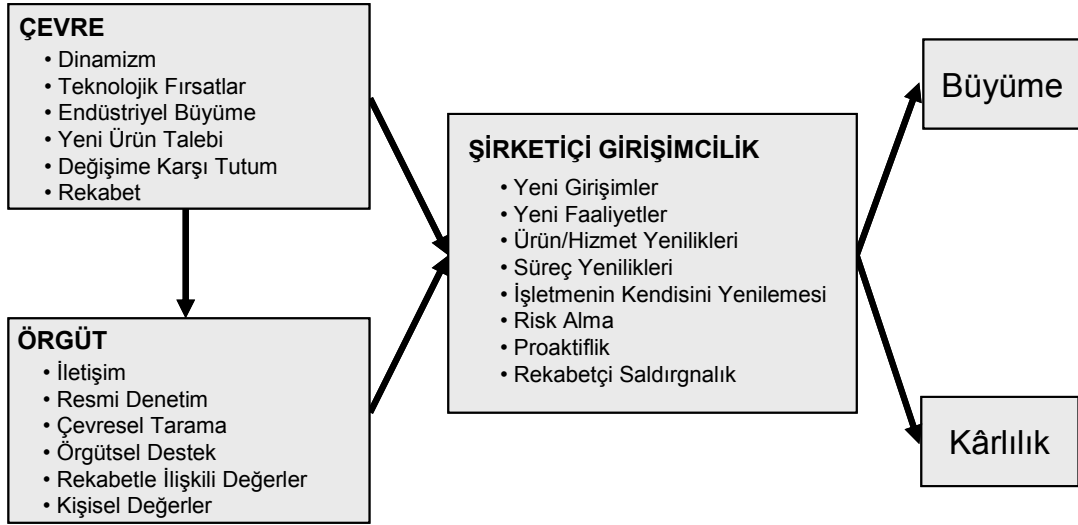 ÇEVRE
• Dinamizm
• Teknolojik Fırsatlar
• Endüstriyel Büyüme
• Yeni Ürün Talebi
• Değişime Karşı Tutum
• Rekabet
ÖRGÜT
• İletişim
• Resmi Denetim
• Çevresel Tarama
• Örgütsel Destek
• Rekabetle İlişkili Değerler
• Kişisel Değerler
ŞİRKETİÇİ GİRİŞİMCİLİK
• Yeni Girişimler
• Yeni Faaliyetler
• Ürün/Hizmet Yenilikleri
• Süreç Yenilikleri
• İşletmenin Kendisini Yenilemesi
• Risk Alma
• Proaktiflik
• Rekabetçi Saldırgnalık
Büyüme
Kârlılık